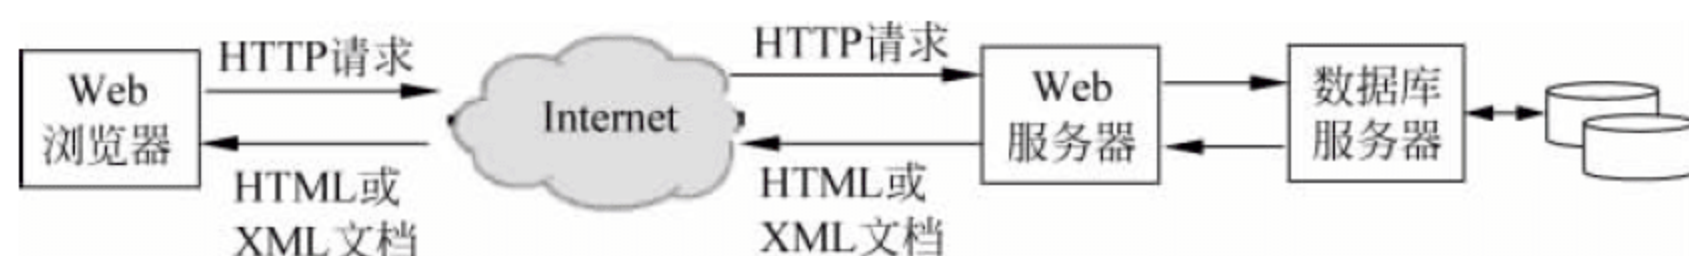 Web
浏览器
HTTP请求
HTML或
XML文档
Internet
HTTP请求
HTML或
XML文档
Web
服务器
数据库
服务器